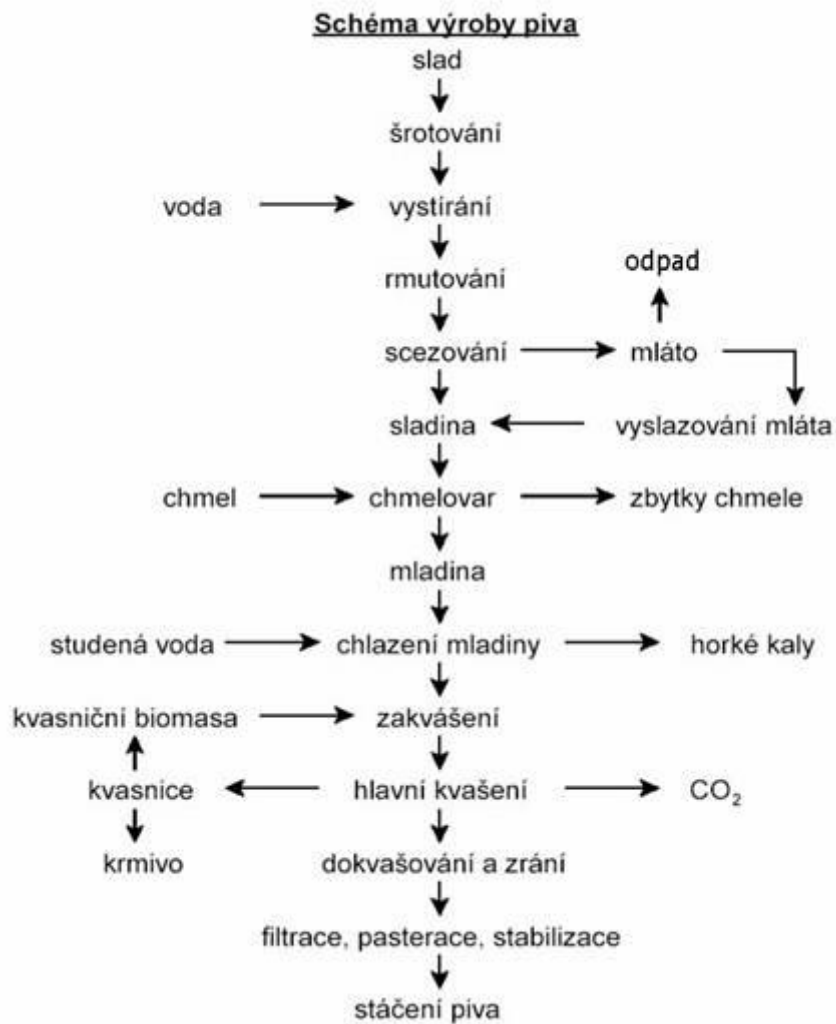 Schéma výroby piva
slad
šrotování
voda vystírání
rmutování odpad
scezování mláto
sladina vyslazování mláta
chmel chmelovar zbytky chmele
mladina
studená voda chlazení mladiny horké kaly
kvasniční biomasa zakvášení
kvasnice hlavní kvašení CO₂
krmivo dokvašování a zrání
filtrace, pasterace, stabilizace
stáčení piva